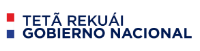 TETÃ REKUÁI
GOBIERNO NACIONAL